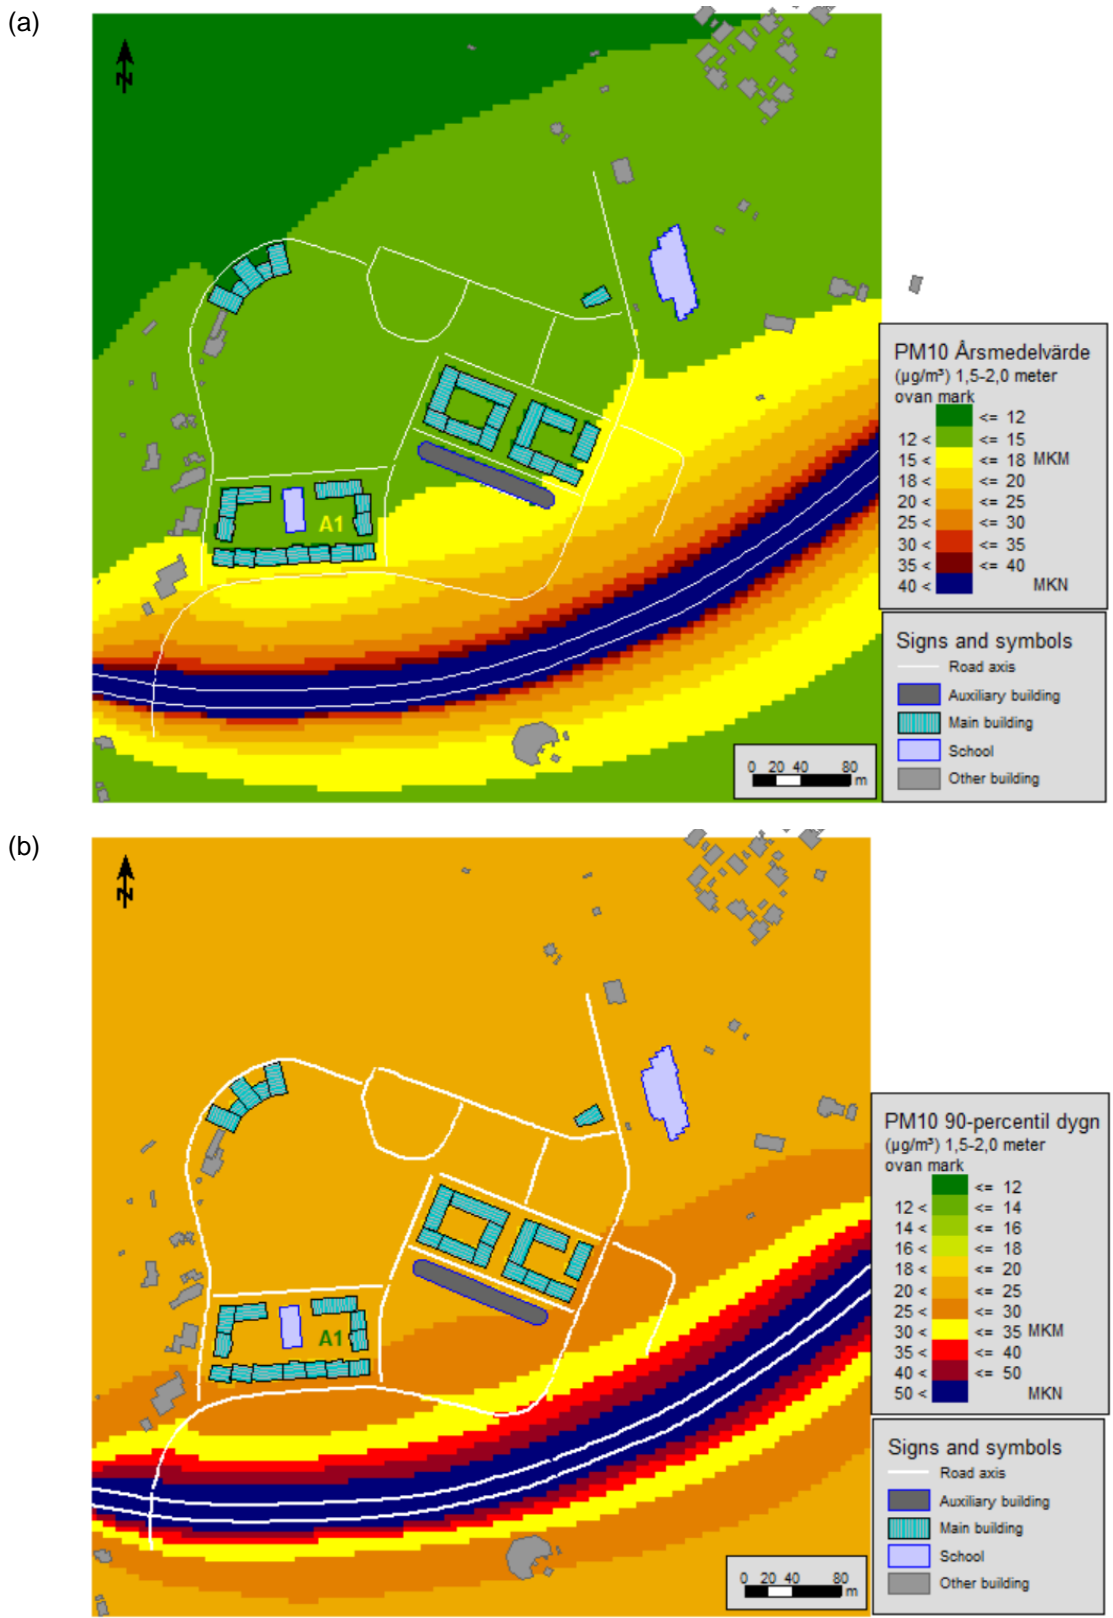 (a)
N
A1
PM10 Årsmedelvärde
(µg/m³) 1,5-2,0 meter
ovan mark
<= 12
12 < <= 15
15 < <= 18 MKM
18 < <= 20
20 < <= 25
25 < <= 30
30 < <= 35
35 < <= 40
40 < MKN
Signs and symbols
Road axis
Auxiliary building
Main building
School
Other building
0 20 40 80
m
(b)
N
A1
PM10 90-percentil dygn
(µg/m³) 1,5-2,0 meter
ovan mark
<= 12
12 < <= 14
14 < <= 16
16 < <= 18
18 < <= 20
20 < <= 25
25 < <= 30
30 < <= 35 MKM
35 < <= 40
40 < <= 50
50 < MKN
Signs and symbols
Road axis
Auxiliary building
Main building
School
Other building
0 20 40 80
m